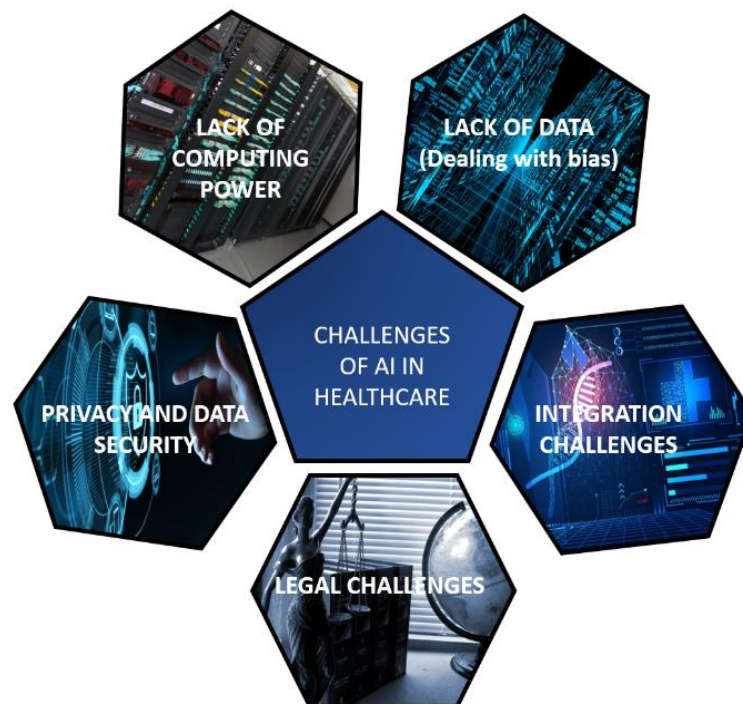 LACK OF
COMPUTING
POWER
LACK OF DATA
(Dealing with bias)
CHALLENGES
OF AI IN
HEALTHCARE
PRIVACY AND DATA
SECURITY
INTEGRATION
CHALLENGES
LEGAL CHALLENGES